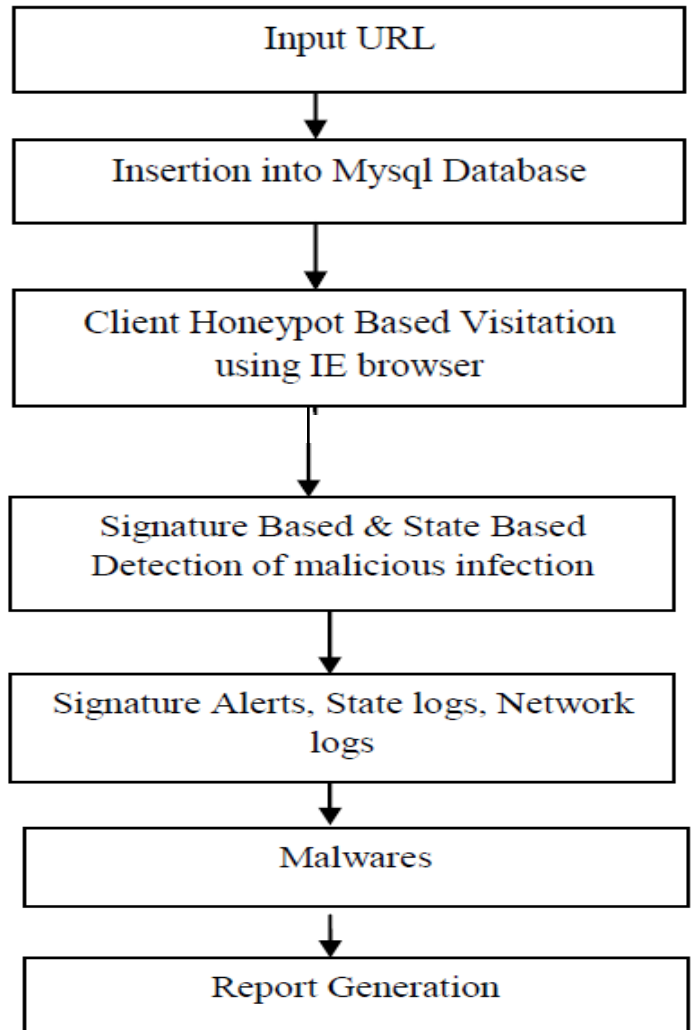 Input URL
Insertion into Mysql Database
Client Honeypot Based Visitation
using IE browser
Signature Based & State Based
Detection of malicious infection
Signature Alerts, State logs, Network
logs
Malwares
Report Generation